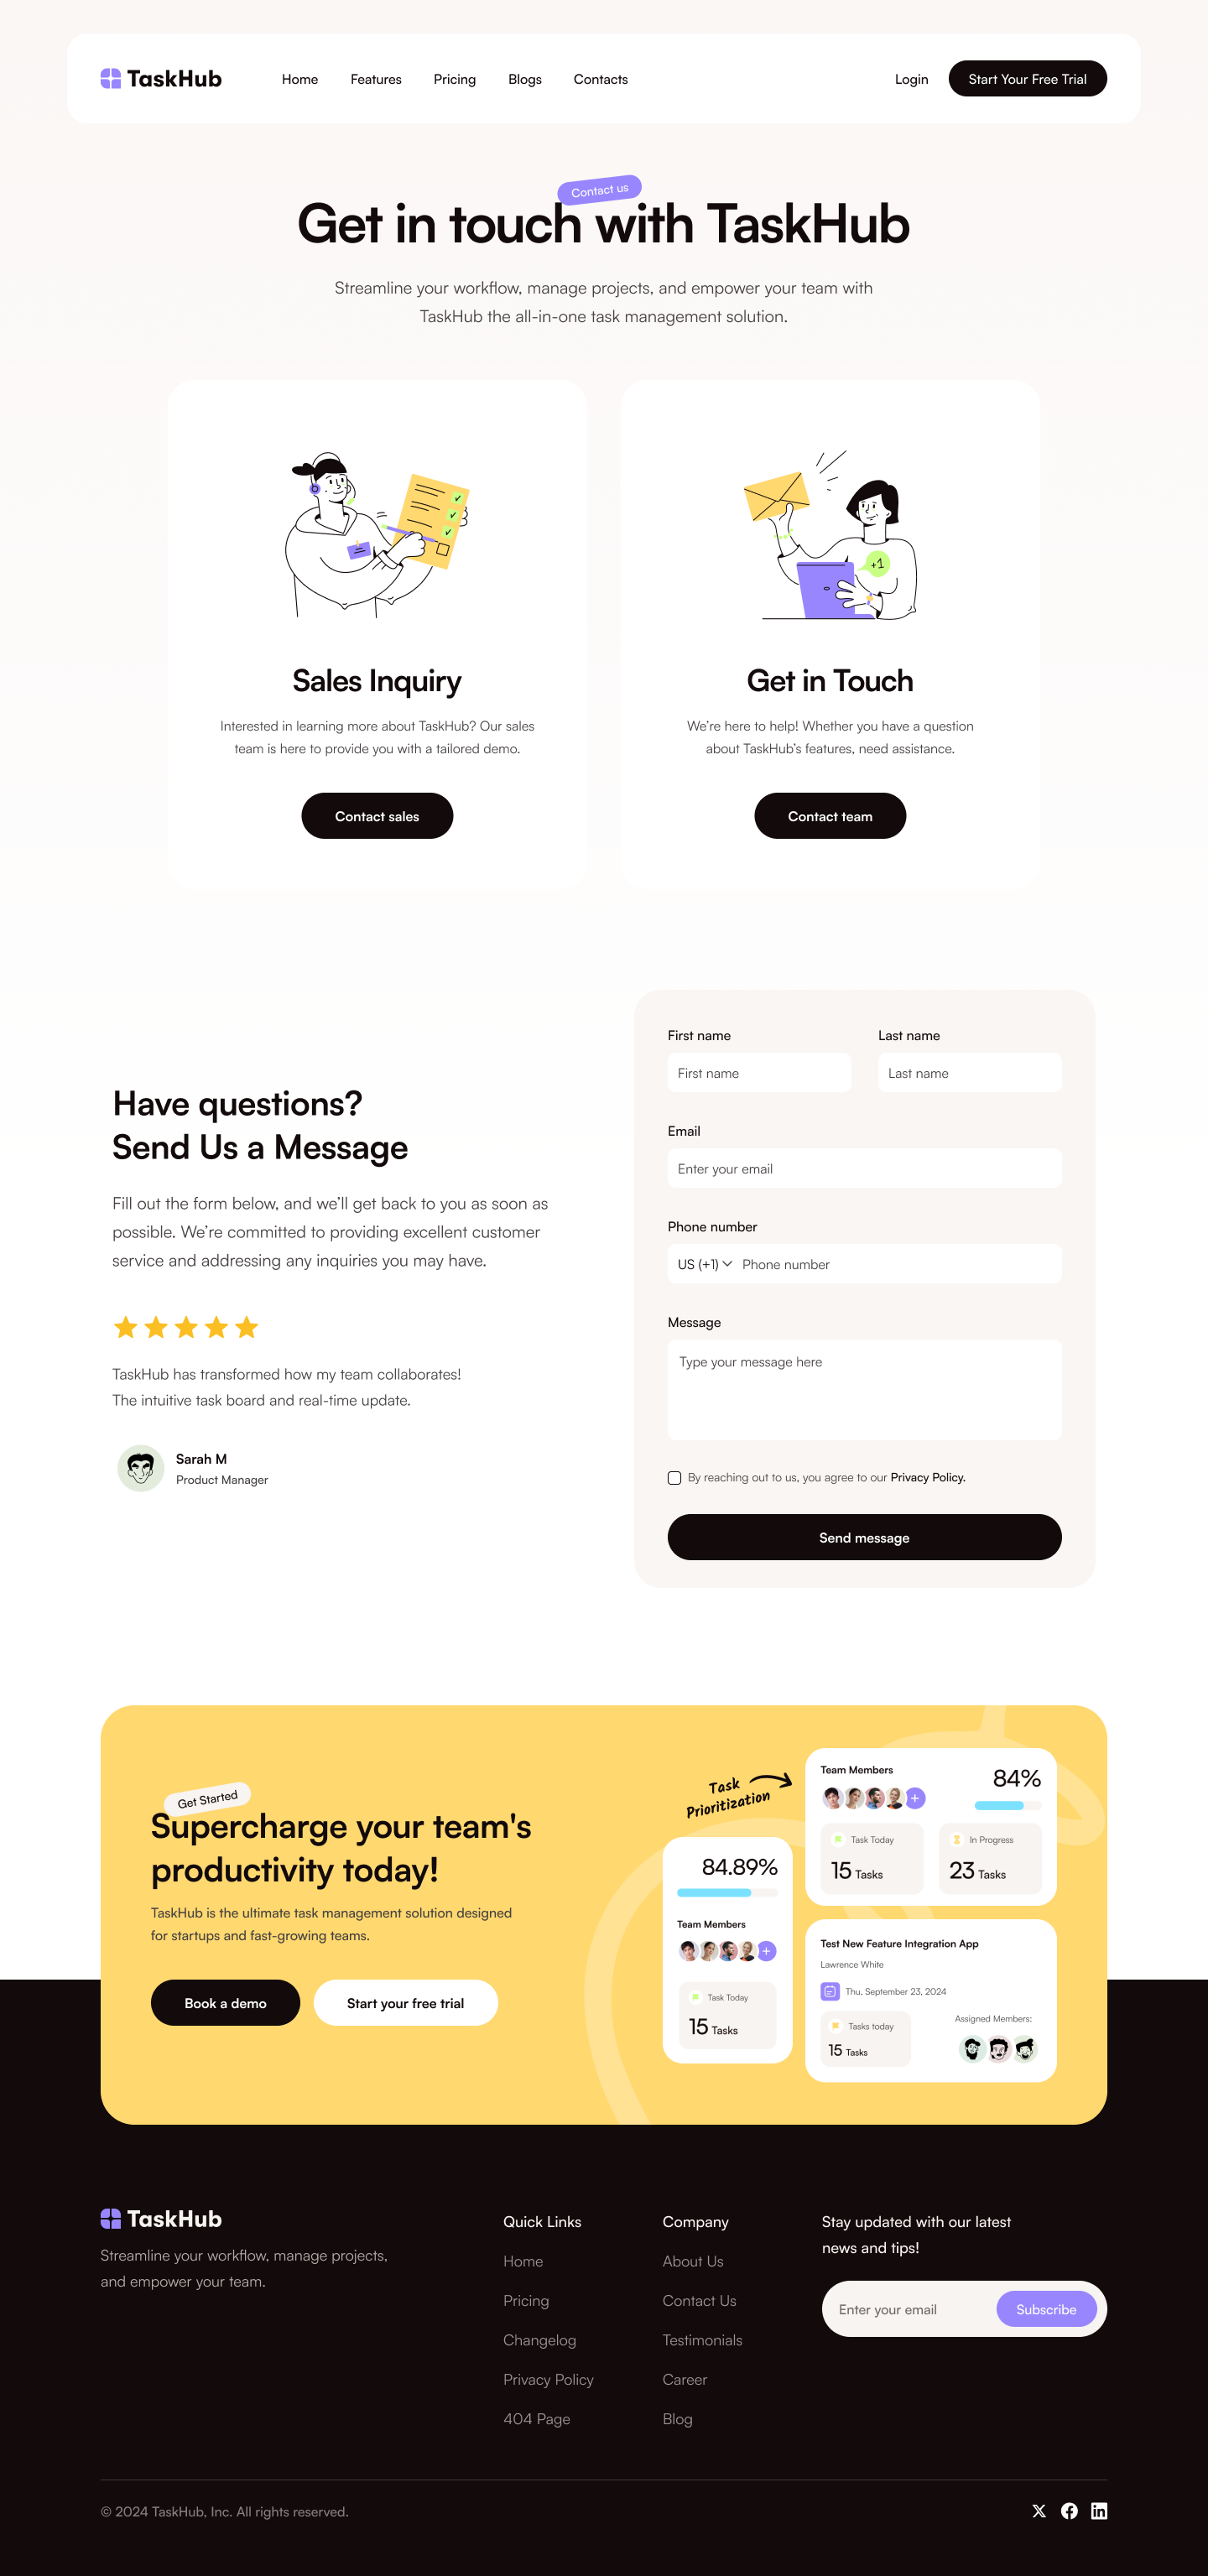 TaskHub
Home
Features
Pricing
Blogs
Contacts
Login
Start Your Free Trial
Contact us
Get in touch with TaskHub
Streamline your workflow, manage projects, and empower your team with
TaskHub the all-in-one task management solution.
+1
Sales Inquiry
Interested in learning more about TaskHub? Our sales
team is here to provide you with a tailored demo.
Contact sales
Get in Touch
We’re here to help! Whether you have a question
about TaskHub’s features, need assistance.
Contact team
Have questions?
Send Us a Message
Fill out the form below, and we’ll get back to you as soon as
possible. We’re committed to providing excellent customer
service and addressing any inquiries you may have.
TaskHub has transformed how my team collaborates!
The intuitive task board and real-time update.
Sarah M
Product Manager
First name
Last name
First name
Last name
Email
Enter your email
Phone number
US (+1)
Phone number
Message
Type your message here
By reaching out to us, you agree to our Privacy Policy.
Send message
Get Started
Supercharge your team's
productivity today!
TaskHub is the ultimate task management solution designed
for startups and fast-growing teams.
Book a demo
Start your free trial
Task
Prioritization
84.89%
Team Members
+
Task Today
15 Tasks
Team Members
84%
+
Task Today
15 Tasks
In Progress
23 Tasks
Test New Feature Integration App
Lawrence White
Thu, September 23, 2024
Tasks today
15 Tasks
Assigned Members:
TaskHub
Streamline your workflow, manage projects,
and empower your team.
Quick Links
Home
Pricing
Changelog
Privacy Policy
404 Page
Company
About Us
Contact Us
Testimonials
Career
Blog
Stay updated with our latest
news and tips!
Enter your email
Subscribe
© 2024 TaskHub, Inc. All rights reserved.